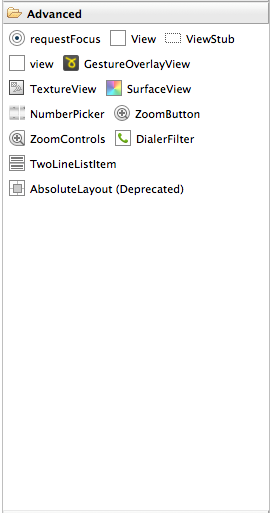 Advanced
requestFocus View ViewStub
view GestureOverlayView
TextureView SurfaceView
NumberPicker ZoomButton
ZoomControls DialerFilter
TwoLineListItem
AbsoluteLayout (Deprecated)